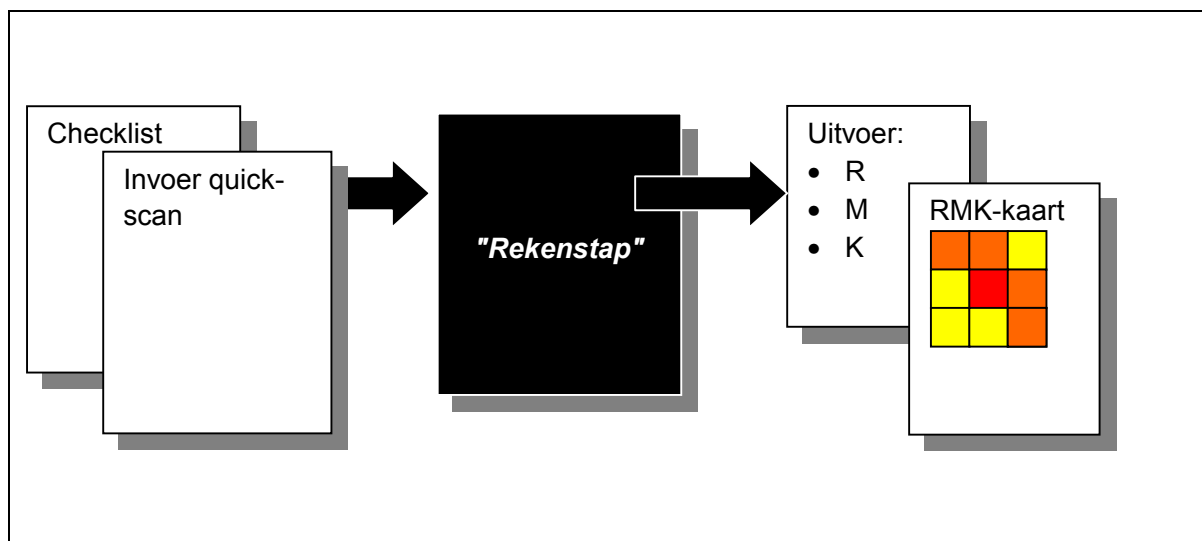 Checklist
Invoer quick-
scan
"Rekenstap"
Uitvoer:
• R
• M
• K
RMK-kaart